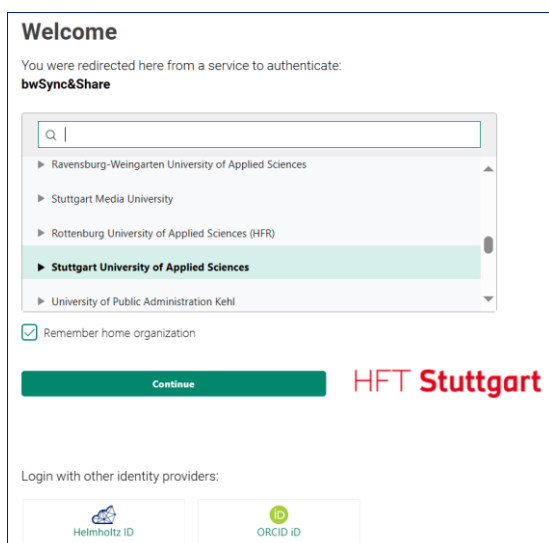 Welcome
You were redirected here from a service to authenticate:
bwSync&Share
Ravensburg-Weingarten University of Applied Sciences
Stuttgart Media University
Rottenburg University of Applied Sciences (HFR)
Stuttgart University of Applied Sciences
University of Public Administration Kehl
Remember home organization
Continue
HFT Stuttgart
Login with other identity providers:
Helmholtz ID
iD
ORCID iD